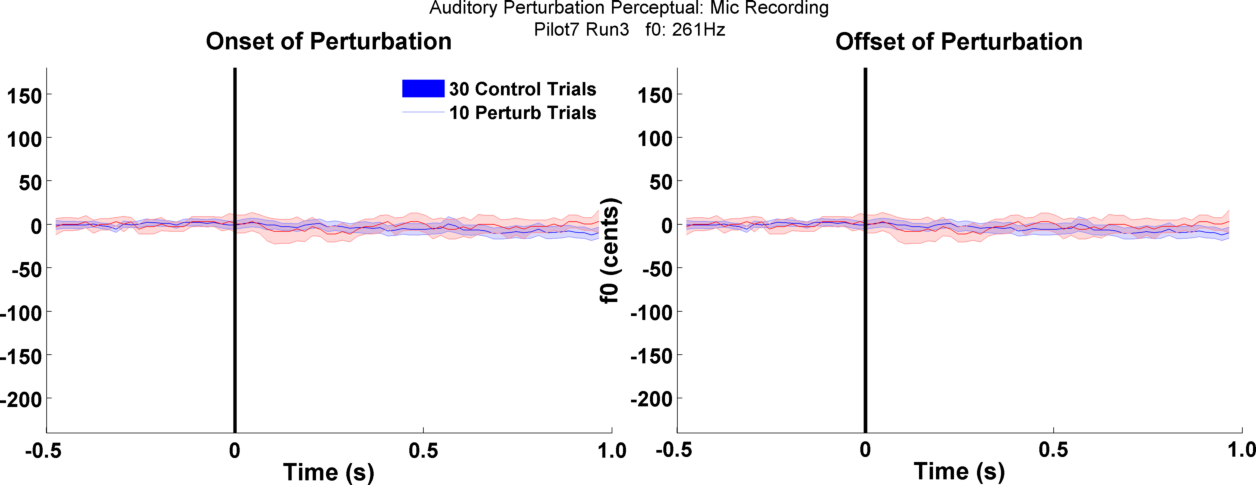 Auditory Perturbation Perceptual: Mic Recording
Pilot7 Run3 f0: 261Hz
Onset of Perturbation
150
100
50
0
-50
-100
-150
-200
-0.5 0 0.5 1.0
Time (s)
30 Control Trials
10 Perturb Trials
Offset of Perturbation
f0 (cents)
150
100
50
0
-50
-100
-150
-200
-0.5 0 0.5 1.0
Time (s)